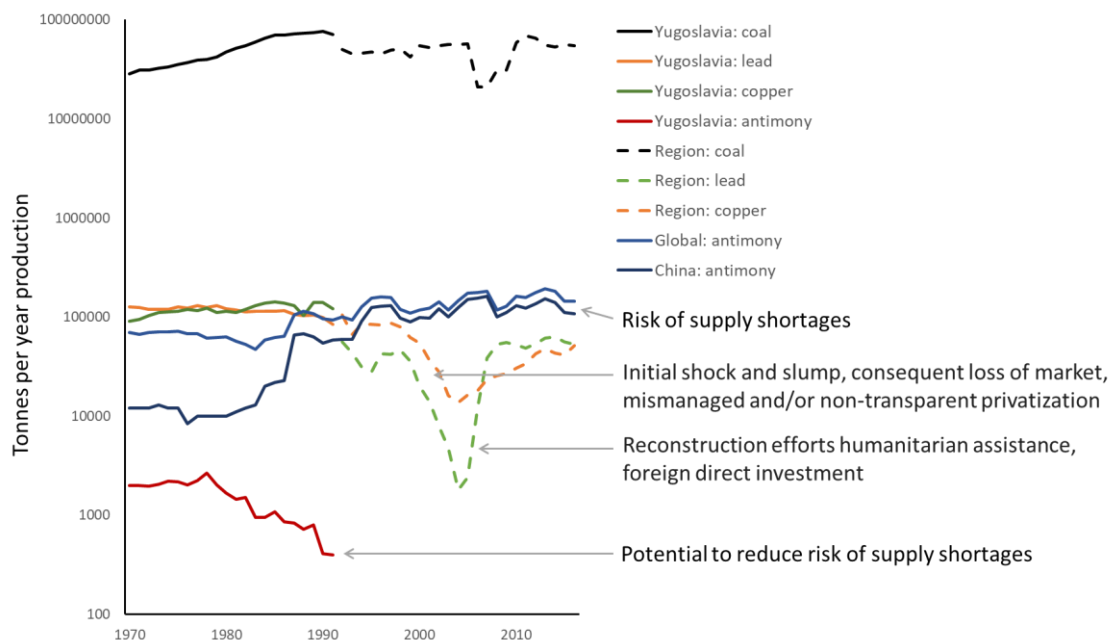 100000000
10000000
1000000
100000
10000
1000
100
Tonnes per year production
1970
1980
1990
2000
2010
Yugoslavia: coal
Yugoslavia: lead
Yugoslavia: copper
Yugoslavia: antimony
Region: coal
Region: lead
Region: copper
Global: antimony
China: antimony
Risk of supply shortages
Initial shock and slump, consequent loss of market,
mismanaged and/or non-transparent privatization
Reconstruction efforts humanitarian assistance,
foreign direct investment
Potential to reduce risk of supply shortages